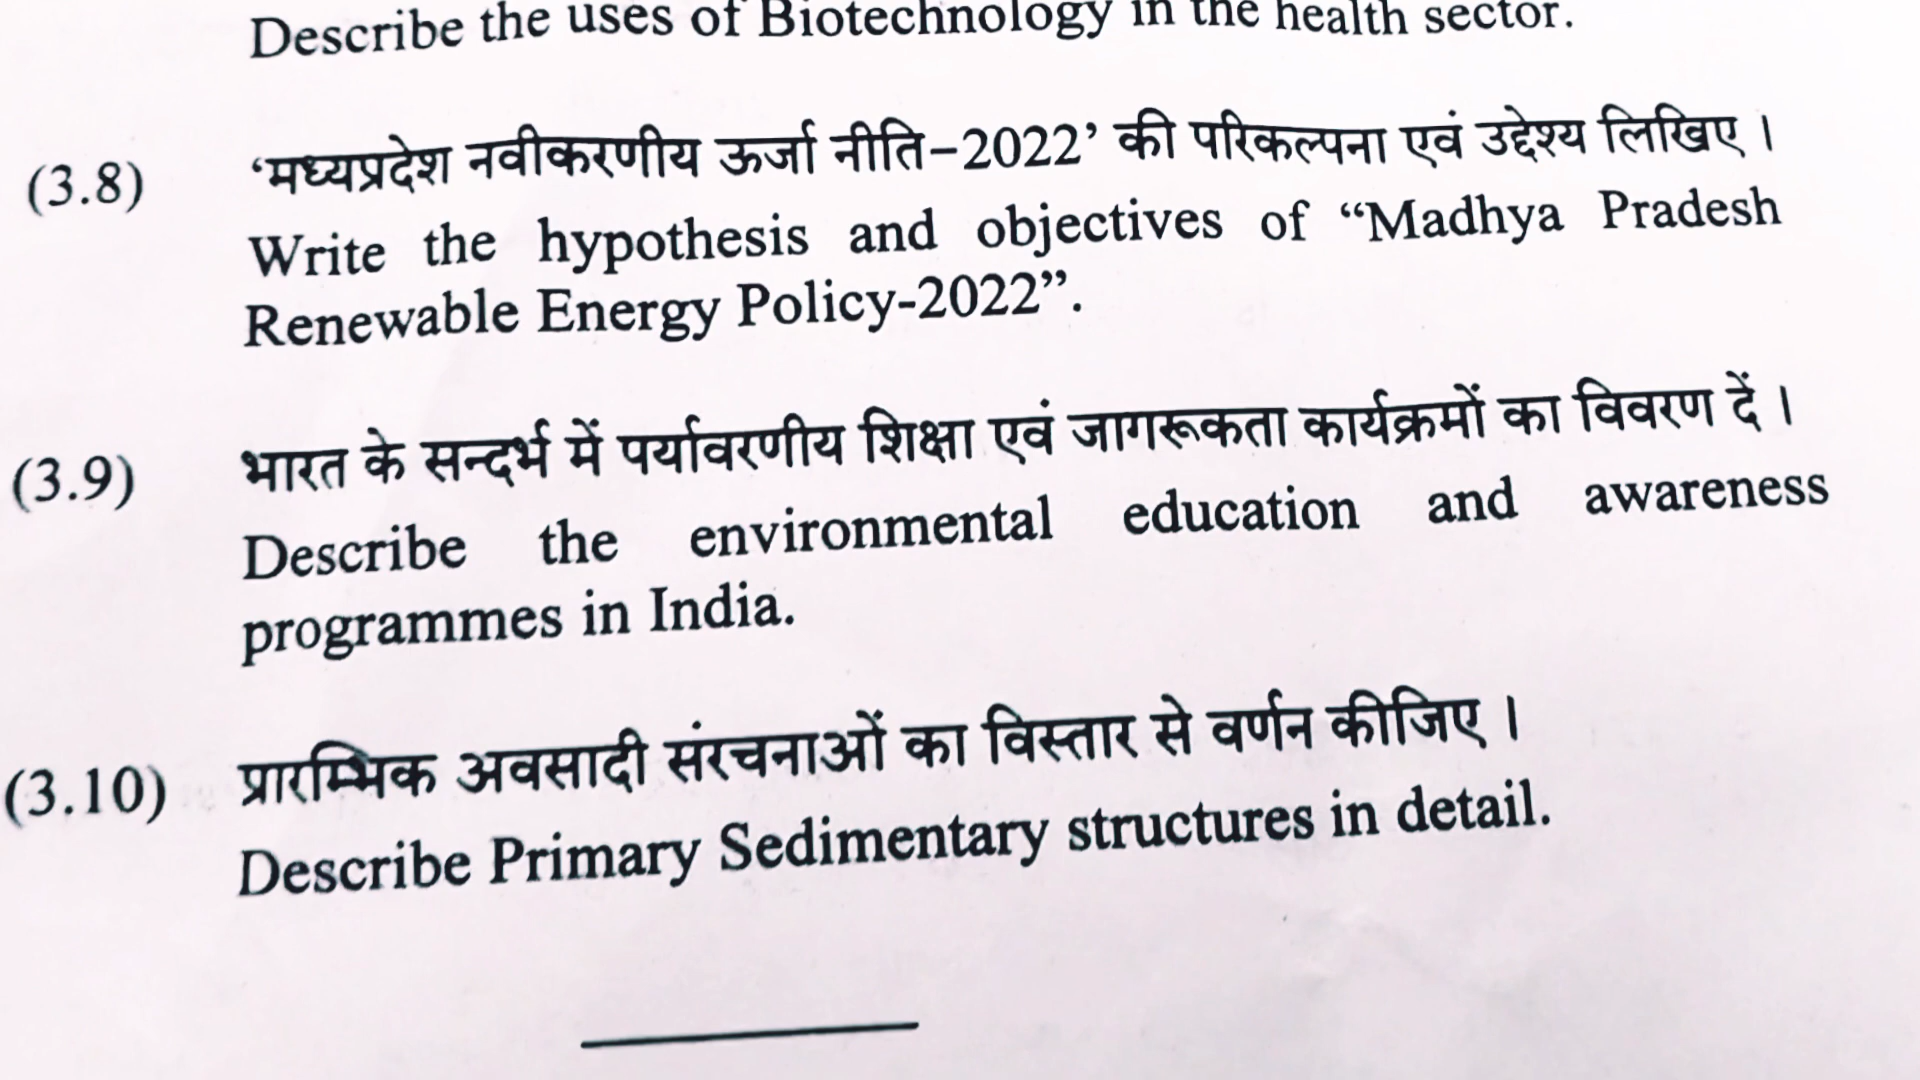 Describe the uses of Biotechnology in the health sector.
(3.8) ‘मध्यप्रदेश नवीकरणीय ऊर्जा नीति–2022’ की परिकल्पना एवं उद्देश्य लिखिए ।
Write the hypothesis and objectives of “Madhya Pradesh
Renewable Energy Policy-2022”.
(3.9) भारत के सन्दर्भ में पर्यावरणीय शिक्षा एवं जागरूकता कार्यक्रमों का विवरण दें ।
Describe the environmental education and awareness
programmes in India.
(3.10) प्रारम्भिक अवसादी संरचनाओं का विस्तार से वर्णन कीजिए ।
Describe Primary Sedimentary structures in detail.